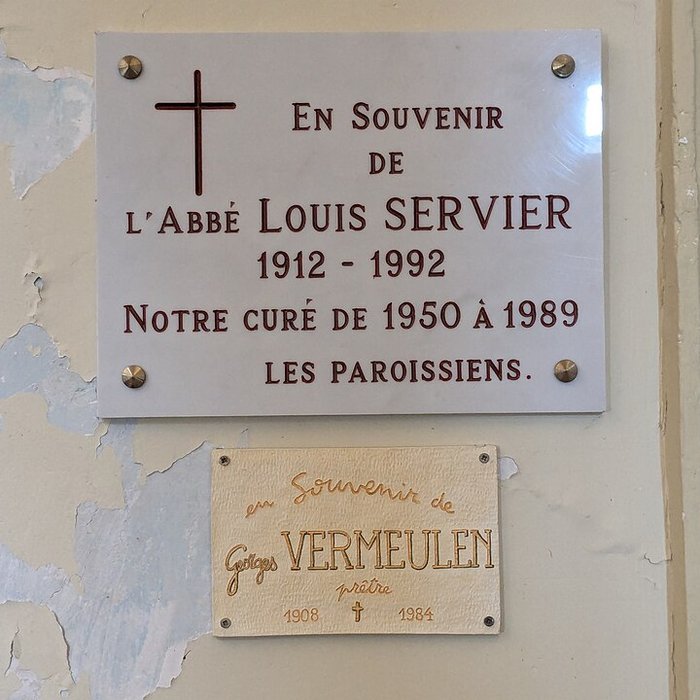 En Souvenir
de
l'Abbé Louis SERVIER
1912 - 1992
Notre curé de 1950 à 1989
les paroissiens.
en Souvenir de
Georges VERMEULEN
prêtre
1908 1984